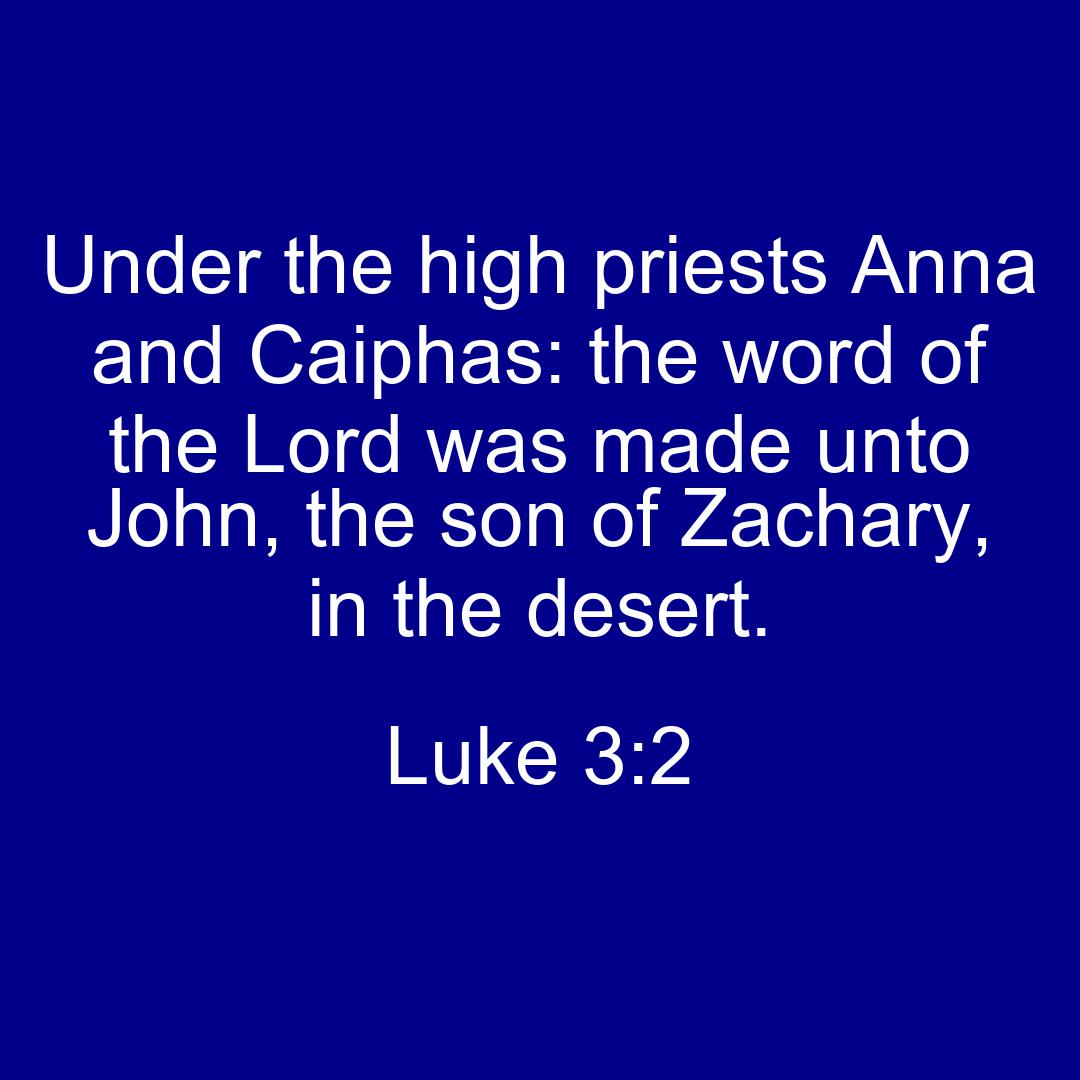 Under the high priests Anna
and Caiphas: the word of
the Lord was made unto
John, the son of Zachary,
in the desert.
Luke 3:2